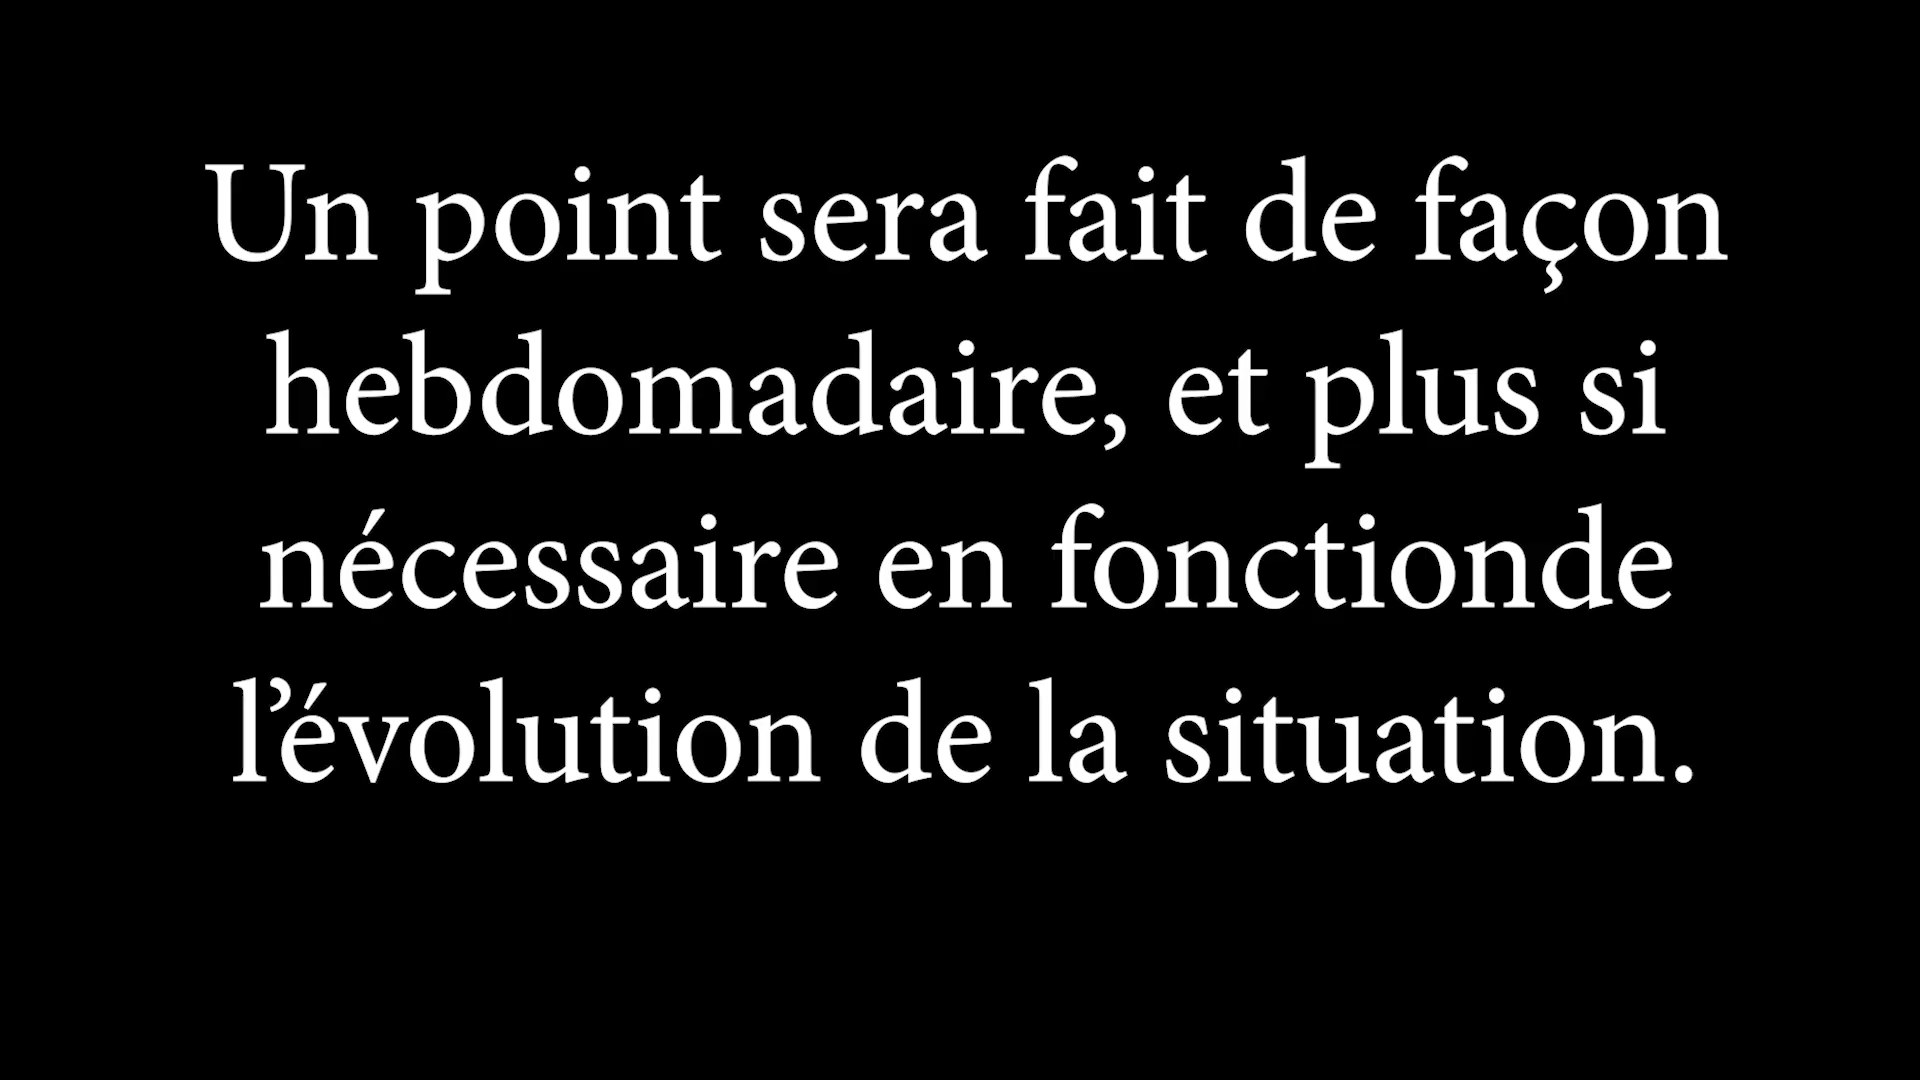 Un point sera fait de façon
hebdomadaire, et plus si
nécessaire en fonctionde
l’évolution de la situation.